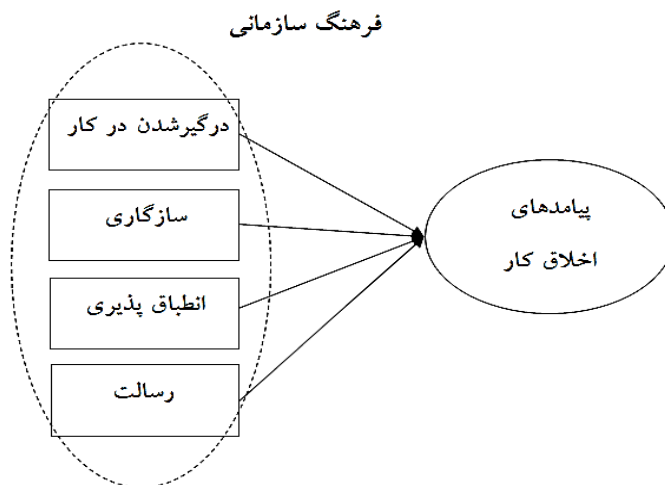 فرهنگ سازمانی
درگیرشدن در کار
سازگاری
انطباق پذیری
رسالت
پیامدهای
اخلاق کار